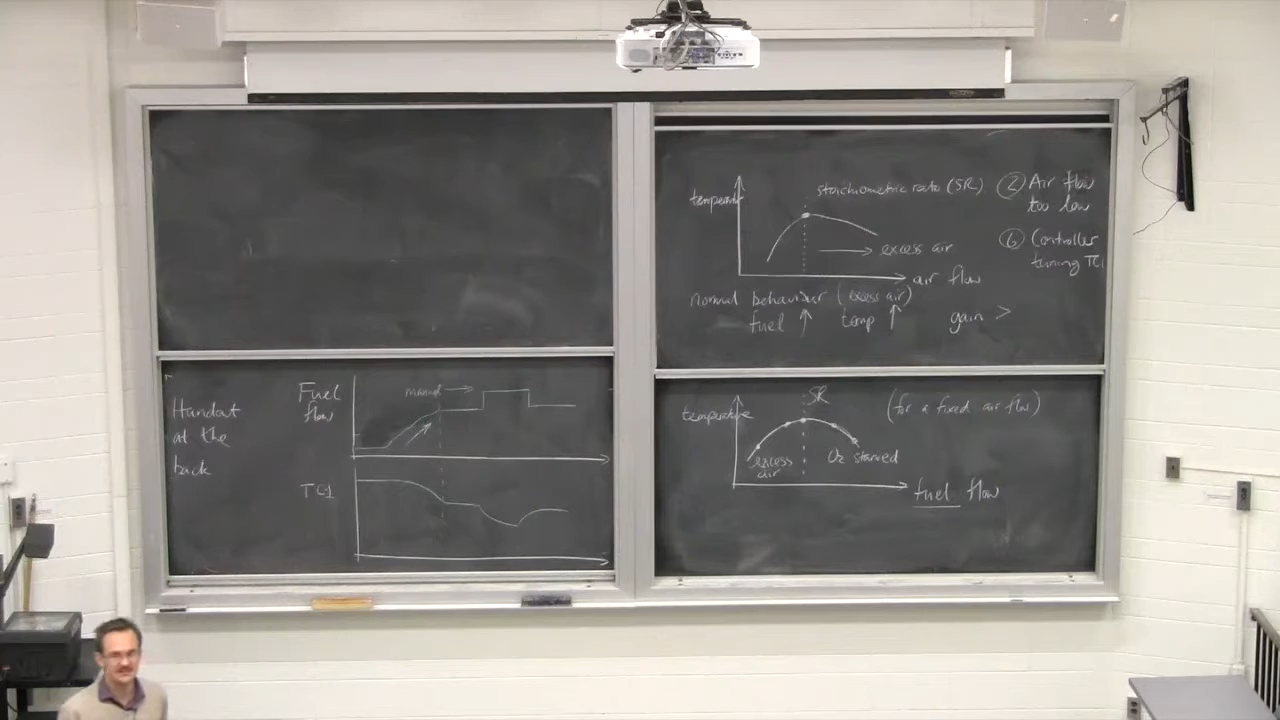 Handout
at the
back
Fuel
flow
manual
TC1
temperatur
stoichiometric ratio (SR)
excess air
air flow
normal behaviour (excess air)
fuel ↑ temp ↑ gain >
② Air flow
too low
⑥ Controller
tuning TC1
temperature
SR
(for a fixed air flow)
excess
air
O2 starved
fuel flow